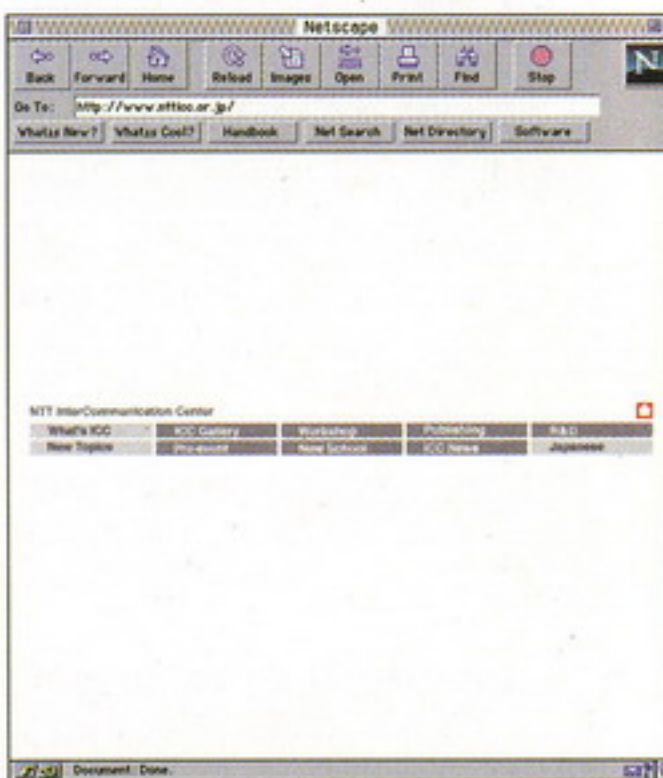 Netscape
Back Forward Home Reload Images Open Print Find Stop N
Go To: http://www.ntticc.or.jp/
What's New? What's Cool? Handbook Net Search Net Directory Software
NTT InterCommunication Center
What's ICC ICC Gallery Workshop Publishing R&D
New Topics Pre-event New School ICC News Japanese
Document: Done.